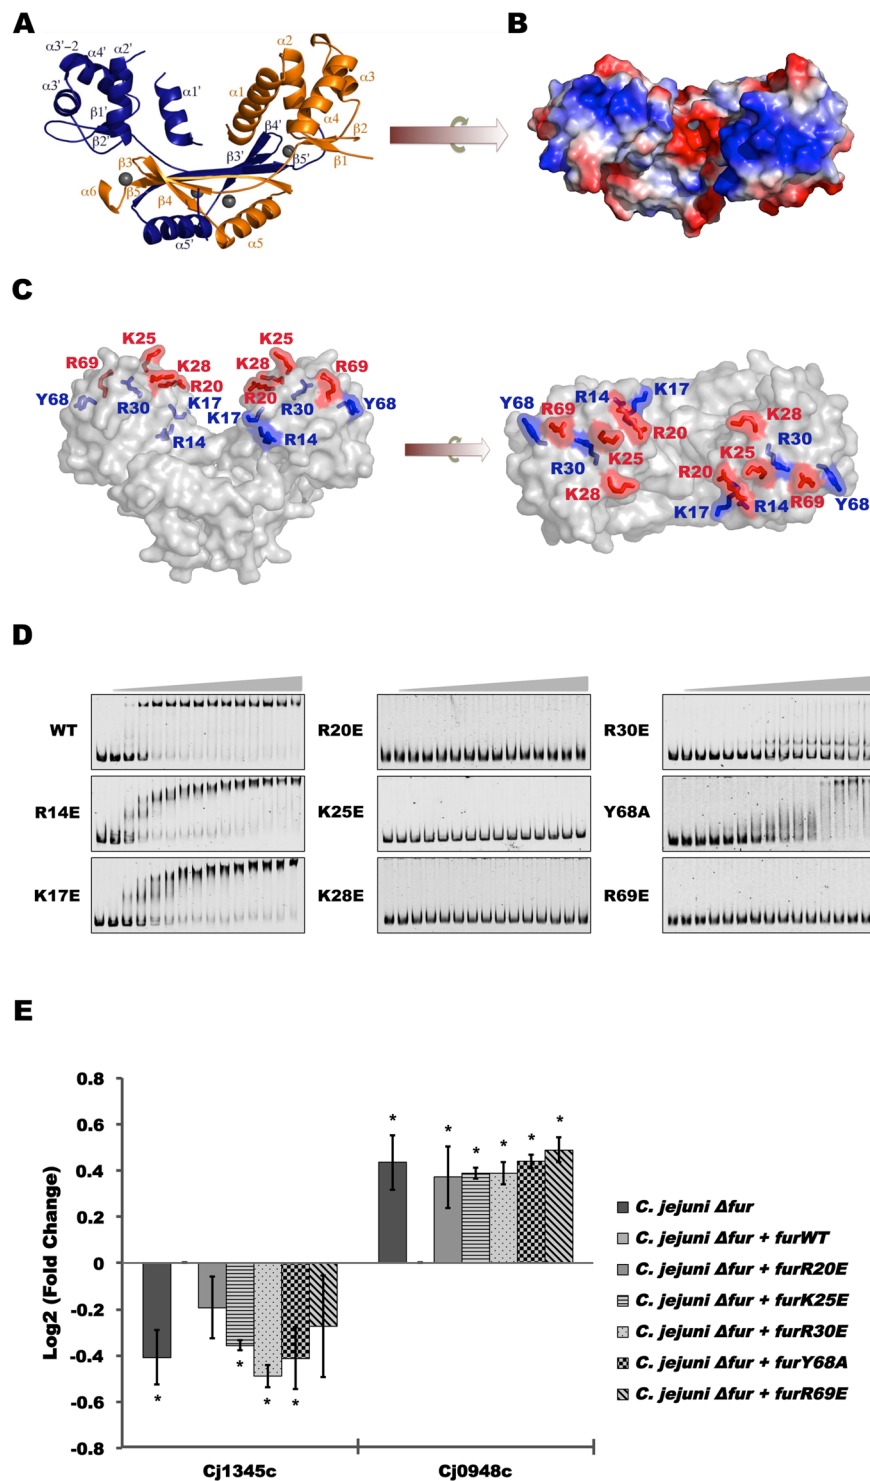 A
B
α3'-2
α4'
α2'
α3'
α1'
β1'
β2'
α2
α1
α3
α4
β2
β1
β4'
β3'
β5'
β3
α6
β5
β4
α5'
α5
C
K25
R69
K28
R20
Y68
R30
K17
R14
K25
K28
R69
R20
K17
R30
Y68
R14
R14
K17
Y68
R69
R20
R30
K25
K28
K28
R30
K25
R20
K17
R14
R69
Y68
D
WT
R20E
R30E
R14E
K25E
Y68A
K17E
K28E
R69E
E
Log2 (Fold Change)
0.8
0.6
0.4
0.2
0
-0.2
-0.4
-0.6
-0.8
* * * * * *
* * * *
Cj1345c
Cj0948c
C. jejuni Δfur
C. jejuni Δfur + furWT
C. jejuni Δfur + furR20E
C. jejuni Δfur + furK25E
C. jejuni Δfur + furR30E
C. jejuni Δfur + furY68A
C. jejuni Δfur + furR69E